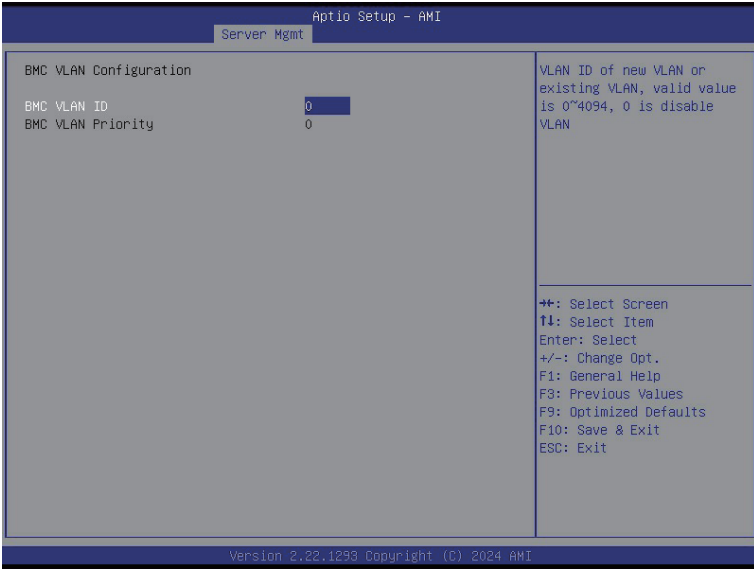 Aptio Setup – AMI
Server Mgmt
BMC VLAN Configuration
BMC VLAN ID 0
BMC VLAN Priority 0
VLAN ID of new VLAN or
existing VLAN, valid value
is 0~4094, 0 is disable
VLAN
→←: Select Screen
↑↓: Select Item
Enter: Select
+/-: Change Opt.
F1: General Help
F3: Previous Values
F9: Optimized Defaults
F10: Save & Exit
ESC: Exit
Version 2.22.1293 Copyright (C) 2024 AMI